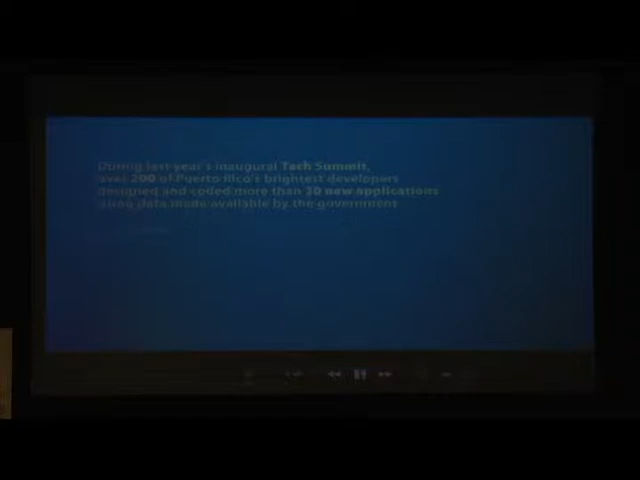 During last year's inaugural Tech Summit,
over 200 of Puerto Rico's brightest developers
designed and coded more than 20 new applications
using data made available by the government